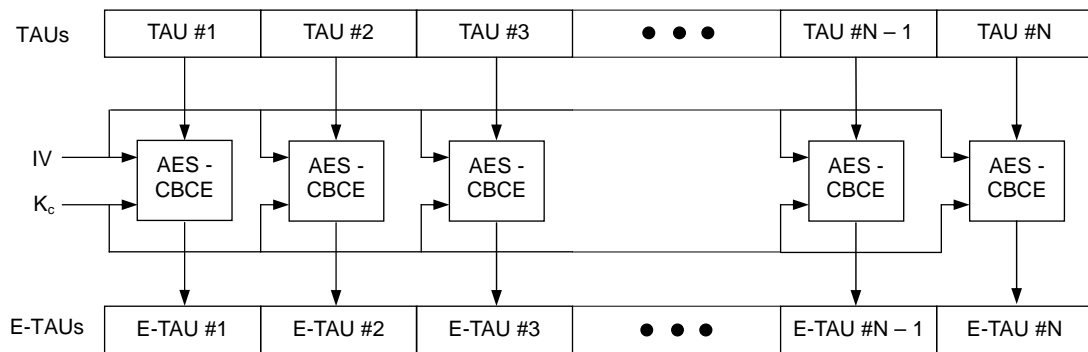 TAUs TAU #1 TAU #2 TAU #3 ● ● ● TAU #N – 1 TAU #N
IV
K_c
AES - CBCE
AES - CBCE
AES - CBCE
AES - CBCE
AES - CBCE
E-TAUs E-TAU #1 E-TAU #2 E-TAU #3 ● ● ● E-TAU #N – 1 E-TAU #N